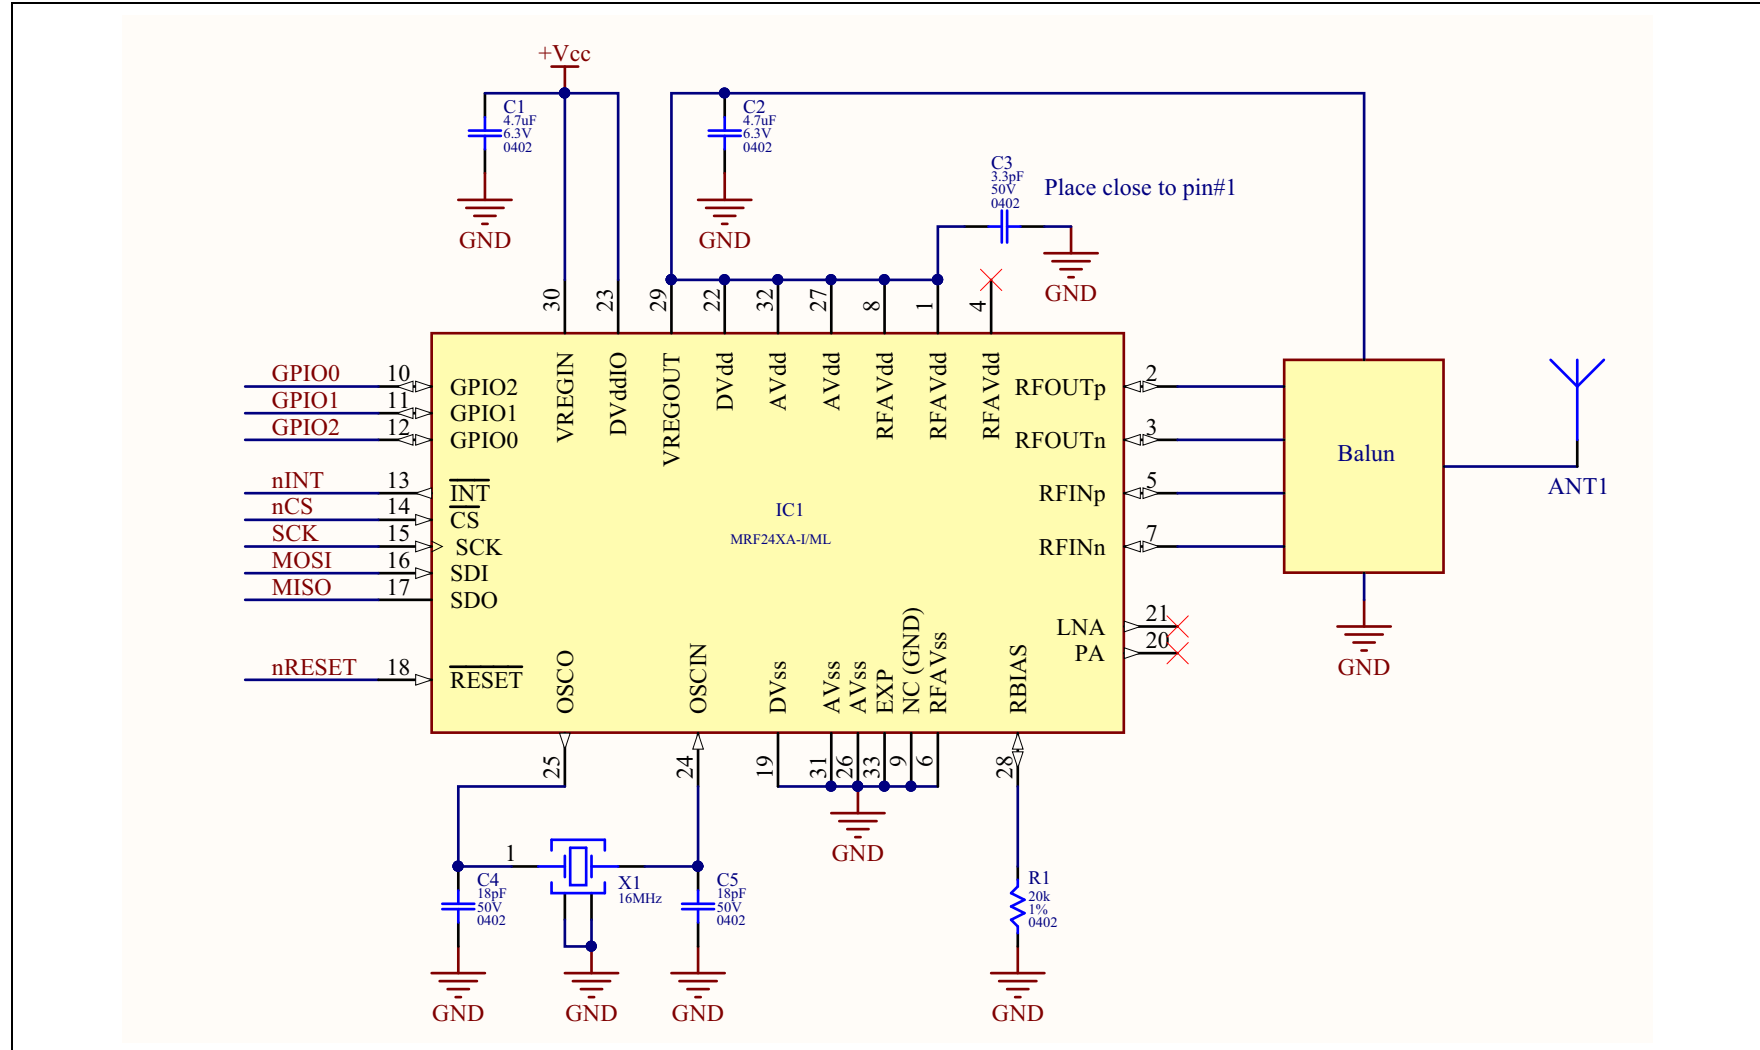 +Vcc
C1
4.7uF
6.3V
0402
GND
C2
4.7uF
6.3V
0402
GND
C3
3.3pF
50V
0402
Place close to pin#1
GND
30
23
29
22
32
27
8
1
4
VREGIN
DVddIO
VREGOUT
DVdd
AVdd
AVdd
RFAVdd
RFAVdd
RFAVdd
GPIO0 10 GPIO2
GPIO1 11 GPIO1
GPIO2 12 GPIO0
nINT 13 INT
nCS 14 CS
SCK 15 SCK
MOSI 16 SDI
MISO 17 SDO
nRESET 18 RESET
IC1
MRF24XA-I/ML
RFOUTp 2
RFOUTn 3
RFINp 5
RFINn 7
LNA 21
PA 20
Balun
ANT1
GND
OSCO
OSCIN
DVss
AVss
AVss
EXP
NC (GND)
RFAVss
RBIAS
25
24
19
31
26
33
9
6
28
GND
1
X1
16MHz
C4
18pF
50V
0402
C5
18pF
50V
0402
R1
20k
1%
0402
GND
GND
GND
GND